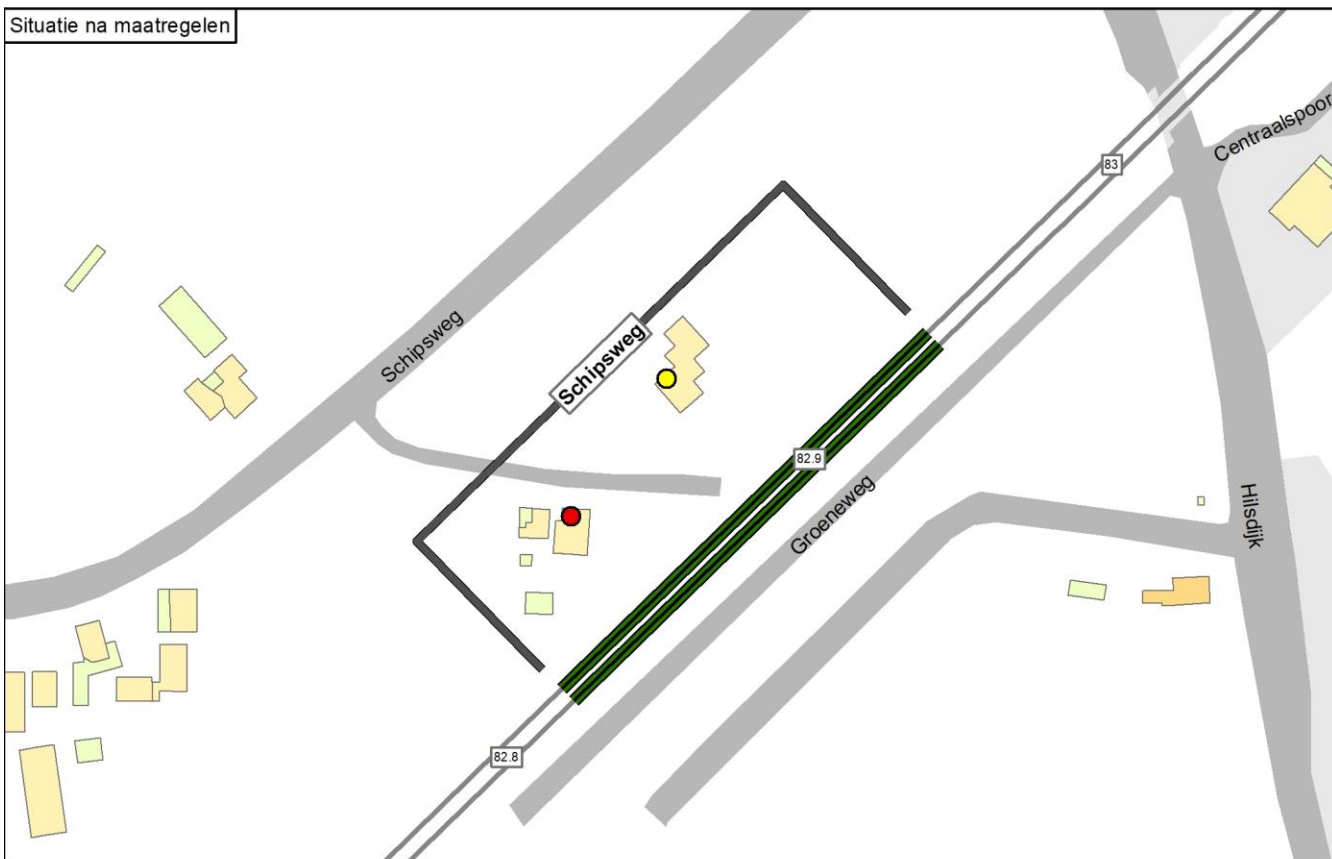 Situatie na maatregelen
83
Centraalspoor
Schipsweg
Schipsweg
82.9
Groeneweg
Hilsdijk
82.8